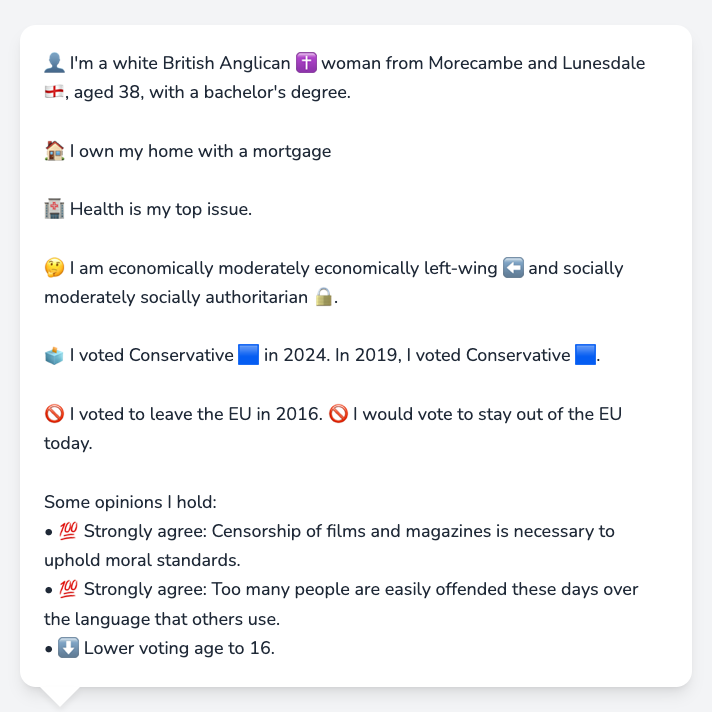 👤 I'm a white British Anglican ✝️ woman from Morecambe and Lunesdale
🏴󠁧󠁢󠁥󠁮󠁧󠁿, aged 38, with a bachelor's degree.
🏠 I own my home with a mortgage
🏥 Health is my top issue.
🤔 I am economically moderately economically left-wing ⬅️ and socially
moderately socially authoritarian 🔒.
🗳️ I voted Conservative 🟦 in 2024. In 2019, I voted Conservative 🟦.
🚫 I voted to leave the EU in 2016. 🚫 I would vote to stay out of the EU
today.
Some opinions I hold:
• 💯 Strongly agree: Censorship of films and magazines is necessary to
uphold moral standards.
• 💯 Strongly agree: Too many people are easily offended these days over
the language that others use.
• ⬇️ Lower voting age to 16.